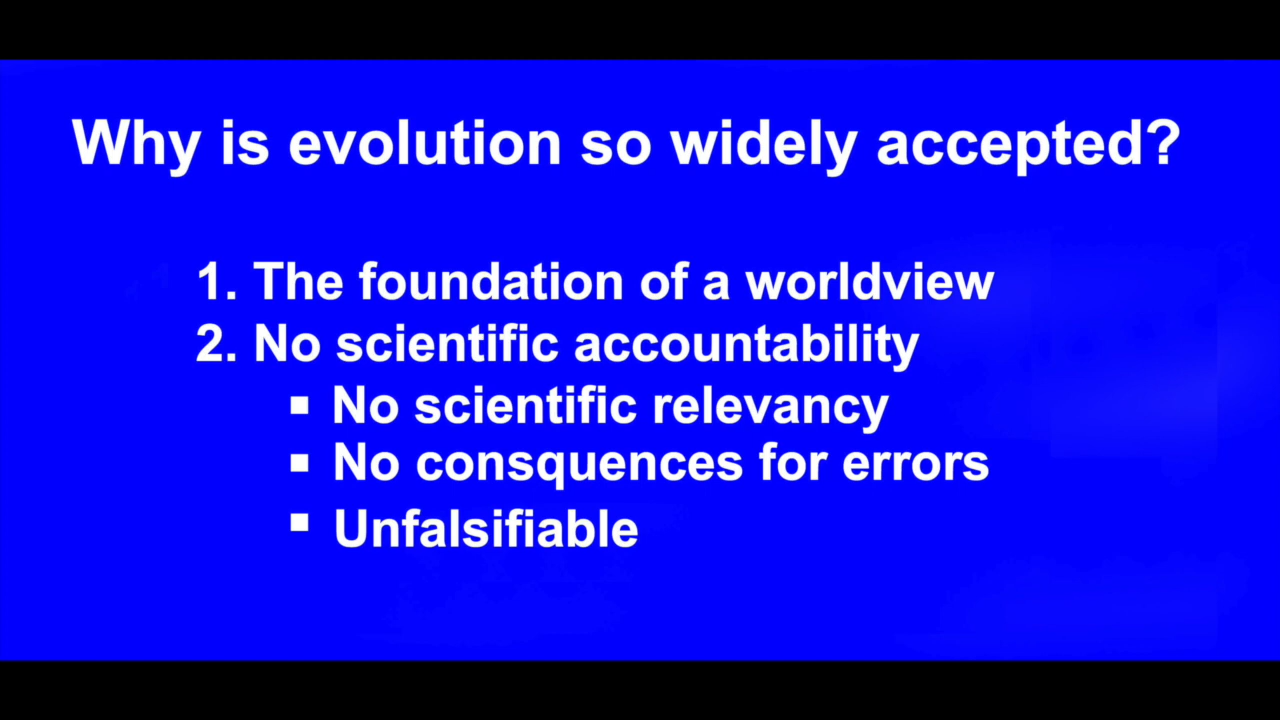 Why is evolution so widely accepted?
1. The foundation of a worldview
2. No scientific accountability
▪ No scientific relevancy
▪ No consquences for errors
▪ Unfalsifiable